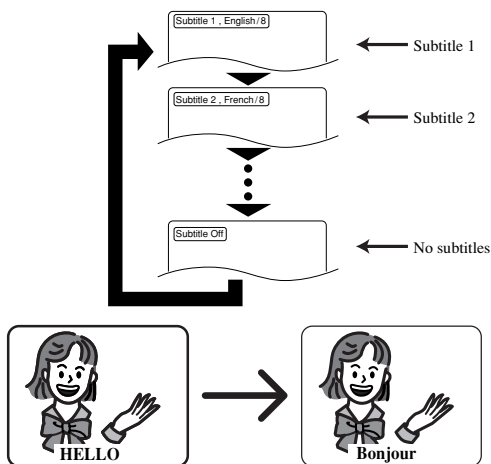 Subtitle 1 , English/8
Subtitle 1
Subtitle 2 , French/8
Subtitle 2
Subtitle Off
No subtitles
HELLO
Bonjour